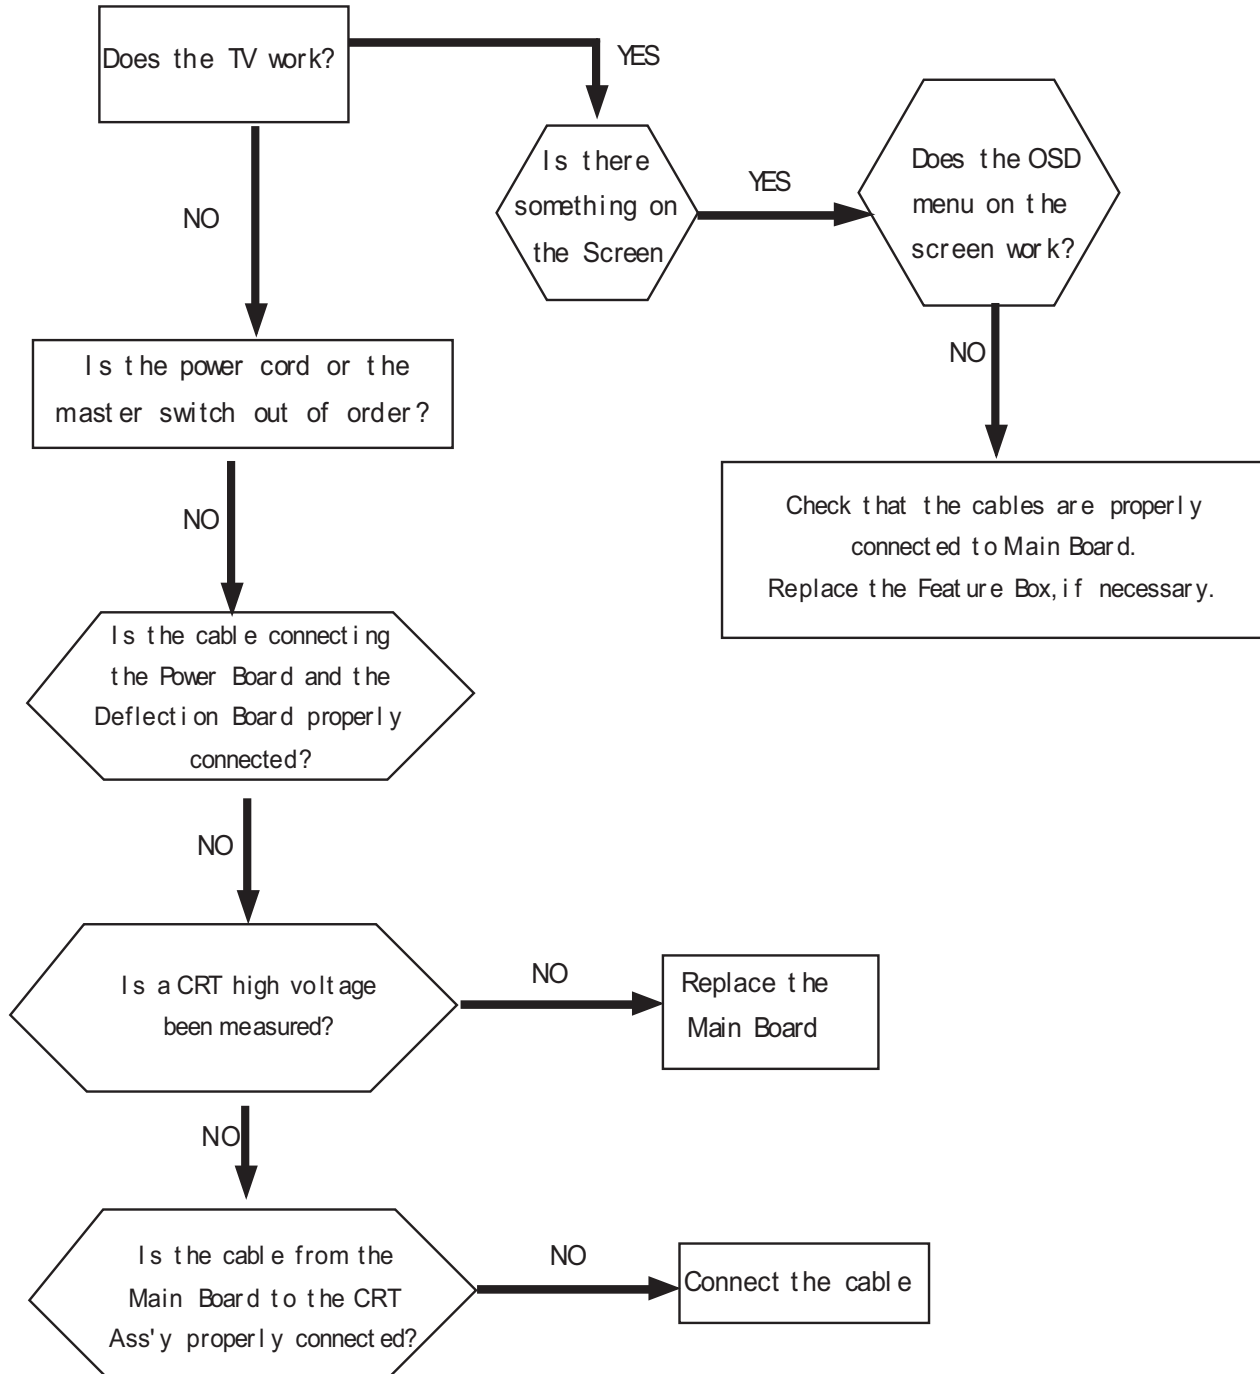 Does the TV work?
YES
Is there
something on
the Screen
YES
Does the OSD
menu on the
screen work?
NO
NO
Is the power cord or the
master switch out of order?
Check that the cables are properly
connected to Main Board.
Replace the Feature Box, if necessary.
NO
Is the cable connecting
the Power Board and the
Deflection Board properly
connected?
NO
Is a CRT high voltage
been measured?
NO
Replace the
Main Board
NO
Is the cable from the
Main Board to the CRT
Ass'y properly connected?
NO
Connect the cable